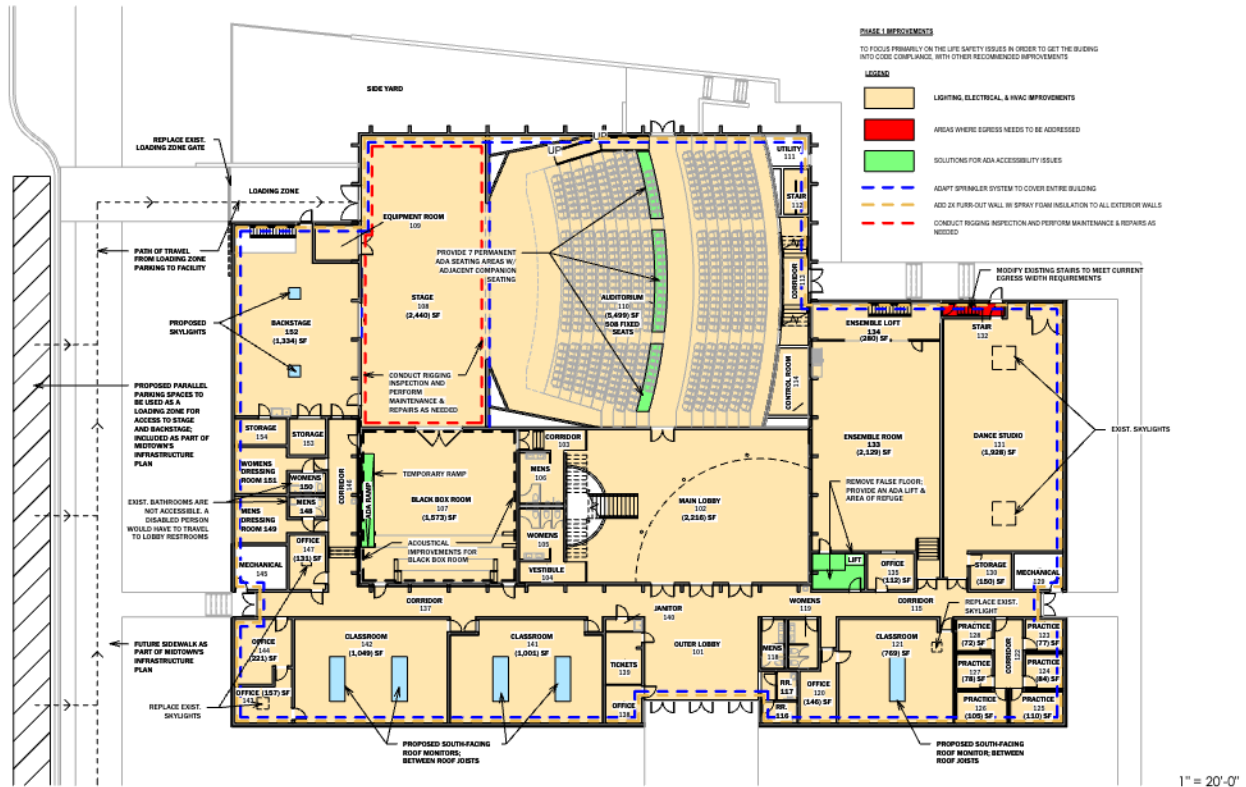 PHASE 1 IMPROVEMENTS
TO FOCUS PRIMARILY ON THE LIFE SAFETY ISSUES IN ORDER TO GET THE BUIDING
INTO CODE COMPLIANCE, WITH OTHER RECOMMENDED IMPROVEMENTS
LEGEND
LIGHTING, ELECTRICAL, & HVAC IMPROVEMENTS
AREAS WHERE EGRESS NEEDS TO BE ADDRESSED
SOLUTIONS FOR ADA ACCESSIBILITY ISSUES
ADAPT SPRINKLER SYSTEM TO COVER ENTIRE BUILDING
ADD 2X FURR-OUT WALL W/ SPRAY FOAM INSULATION TO ALL EXTERIOR WALLS
CONDUCT RIGGING INSPECTION AND PERFORM MAINTENANCE & REPAIRS AS
NEEDED
SIDE YARD
REPLACE EXIST.
LOADING ZONE GATE
LOADING ZONE
UP
UP
UTILITY
111
STAIR
112
CORRIDOR
113
CONTROL ROOM
114
EQUIPMENT ROOM
109
PATH OF TRAVEL
FROM LOADING ZONE
PARKING TO FACILITY
PROVIDE 7 PERMANENT
ADA SEATING AREAS W/
ADJACENT COMPANION
SEATING
STAGE
108
(2,440) SF
AUDITORIUM
110
(5,499) SF
508 FIXED
SEATS
MODIFY EXISTING STAIRS TO MEET CURRENT
EGRESS WIDTH REQUIREMENTS
PROPOSED
SKYLIGHTS
BACKSTAGE
152
(1,334) SF
ENSEMBLE LOFT
134
(280) SF
STAIR
132
CONDUCT RIGGING
INSPECTION AND
PERFORM
MAINTENANCE &
REPAIRS AS NEEDED
PROPOSED PARALLEL
PARKING SPACES TO
BE USED AS A
LOADING ZONE FOR
ACCESS TO STAGE
AND BACKSTAGE;
INCLUDED AS PART OF
MIDTOWN'S
INFRASTRUCTURE
PLAN
STORAGE
154
STORAGE
153
CORRIDOR
103
ENSEMBLE ROOM
133
(2,129) SF
DANCE STUDIO
131
(1,928) SF
EXIST. SKYLIGHTS
WOMENS
DRESSING
ROOM 151
WOMENS
150
CORRIDOR
146
TEMPORARY RAMP
ADA RAMP
BLACK BOX ROOM
107
(1,573) SF
MENS
106
MAIN LOBBY
102
(2,216) SF
REMOVE FALSE FLOOR;
PROVIDE AN ADA LIFT &
AREA OF REFUGE
EXIST. BATHROOMS ARE
NOT ACCESSIBLE. A
DISABLED PERSON
WOULD HAVE TO TRAVEL
TO LOBBY RESTROOMS
MENS
DRESSING
ROOM 149
MENS
148
OFFICE
147
(131) SF
ACOUSTICAL
IMPROVEMENTS FOR
BLACK BOX ROOM
WOMENS
105
VESTIBULE
104
MECHANICAL
145
LIFT
OFFICE
(112) SF
STORAGE
130
(150) SF
MECHANICAL
129
CORRIDOR
137
JANITOR
140
WOMENS
119
CORRIDOR
115
REPLACE EXIST.
SKYLIGHT
FUTURE SIDEWALK AS
PART OF MIDTOWN'S
INFRASTRUCTURE
PLAN
OFFICE
144
(221) SF
CLASSROOM
142
(1,049) SF
CLASSROOM
141
(1,001) SF
OUTER LOBBY
101
TICKETS
139
OFFICE
138
MENS
118
RR.
117
RR.
116
OFFICE
120
(146) SF
CLASSROOM
121
(769) SF
PRACTICE
128
(72) SF
CORRIDOR
122
PRACTICE
123
(77) SF
PRACTICE
127
(78) SF
PRACTICE
124
(84) SF
PRACTICE
126
(105) SF
PRACTICE
125
(110) SF
OFFICE (157) SF
REPLACE EXIST.
SKYLIGHTS
PROPOSED SOUTH-FACING
ROOF MONITORS;
BETWEEN ROOF JOISTS
PROPOSED SOUTH-FACING
ROOF MONITOR; BETWEEN
ROOF JOISTS
1" = 20'-0"